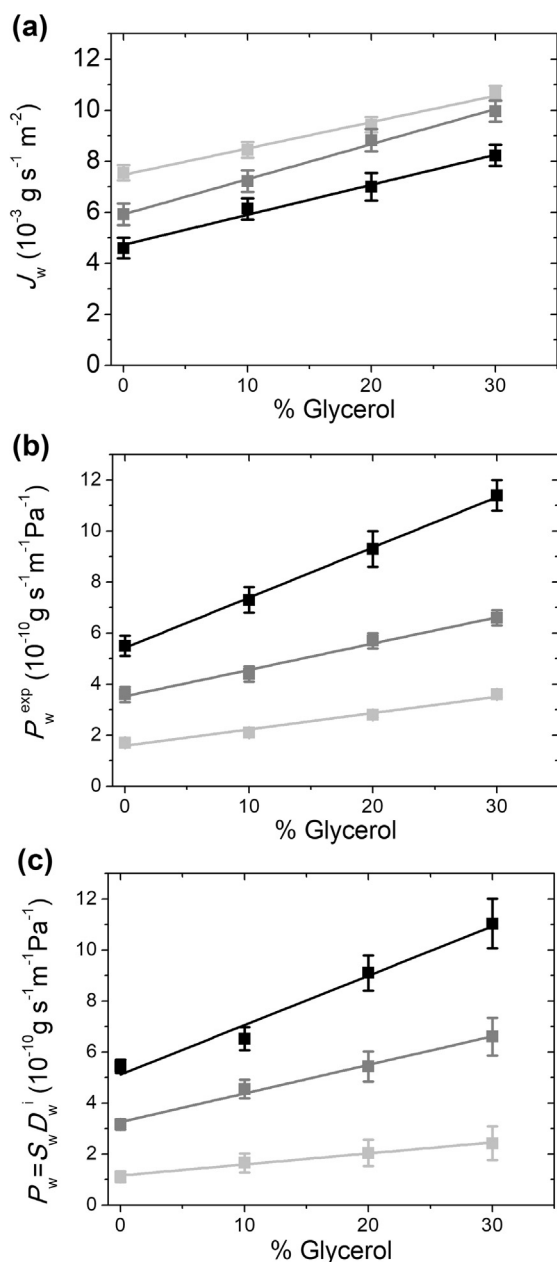 (a)
J_w (10^-3 g s^-1 m^-2)
12
10
8
6
4
2
0
0 10 20 30
% Glycerol
(b)
P_w^exp (10^-10 g s^-1 m^-1 Pa^-1)
12
10
8
6
4
2
0
0 10 20 30
% Glycerol
(c)
P_w = S_w D_w^i (10^-10 g s^-1 m^-1 Pa^-1)
12
10
8
6
4
2
0
0 10 20 30
% Glycerol